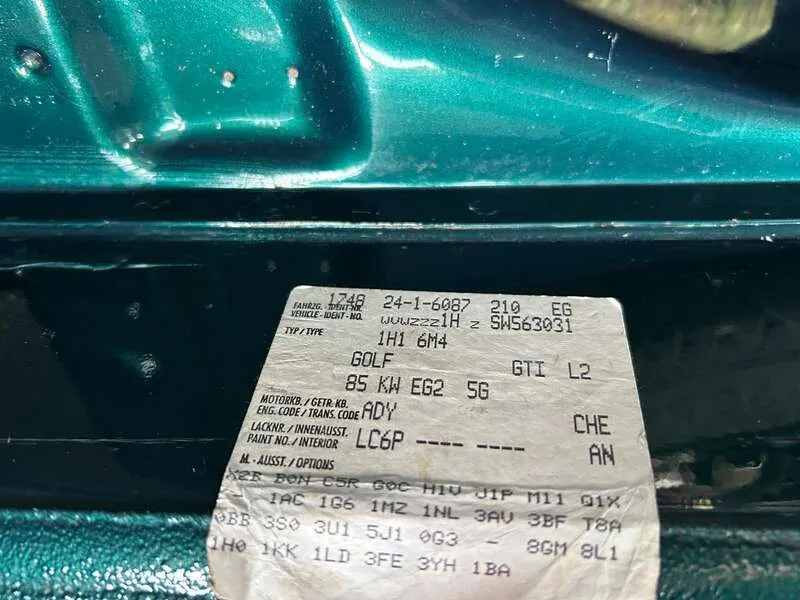 1748 24-1-6087 210 EG
FAHRZG.-IDENT-NR.
VEHICLE-IDENT-NO. WVWZZZ1H Z SW563031
TYP / TYPE
1H1 6M4
GOLF GTI L2
85 KW EG2 5G
MOTORKB. / GETR. KB.
ENG. CODE / TRANS. CODE ADY CHE
LACKNR. / INNENAUSST.
PAINT NO. / INTERIOR LC6P ---- ---- AN
M.-AUSST. / OPTIONS
X2B B0N C5R G0C H1V J1P M11 Q1X
1AC 1G6 1MZ 1NL 3AV 3BF T8A
0BB 3S0 3U1 5J1 0G3 - 8GM 8L1
1H0 1KK 1LD 3FE 3YH 1BA